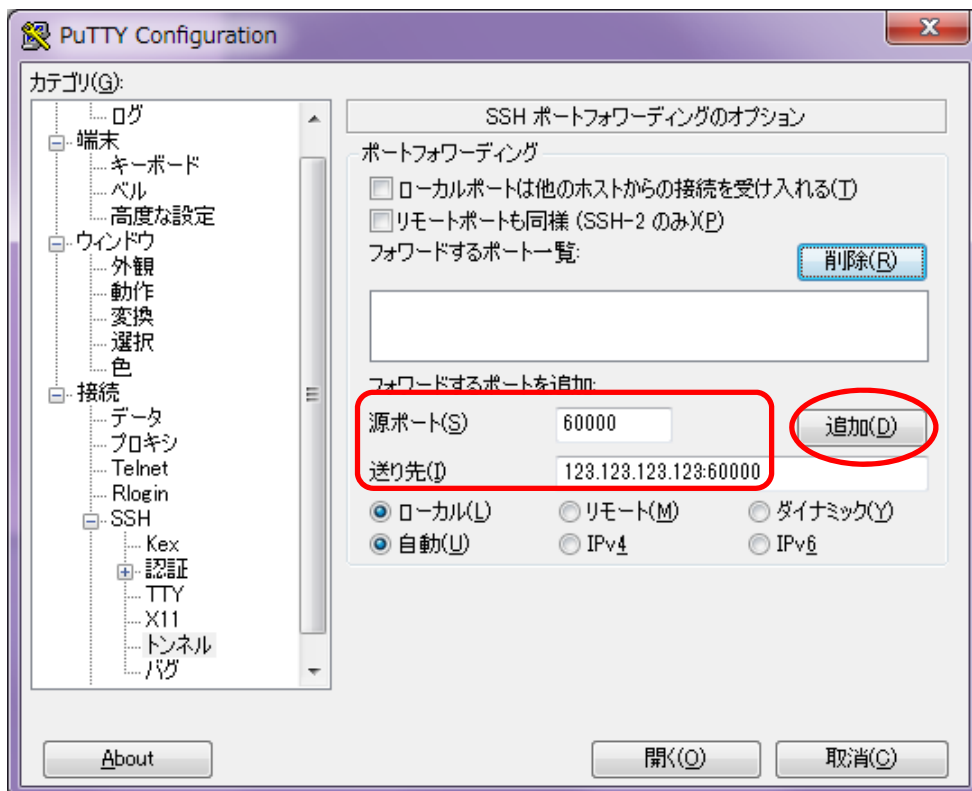 PuTTY Configuration
カテゴリ(G):
ログ
端末
キーボード
ベル
高度な設定
ウィンドウ
外観
動作
変換
選択
色
接続
データ
プロキシ
Telnet
Rlogin
SSH
Kex
認証
TTY
X11
トンネル
バグ
SSH ポートフォワーディングのオプション
ポートフォワーディング
ローカルポートは他のホストからの接続を受け入れる(T)
リモートポートも同様 (SSH-2 のみ)(P)
フォワードするポート一覧:
削除(R)
フォワードするポートを追加:
源ポート(S) 60000 追加(D)
送り先(I) 123.123.123.123:60000
ローカル(L) リモート(M) ダイナミック(Y)
自動(U) IPv4 IPv6
About 開く(O) 取消(C)